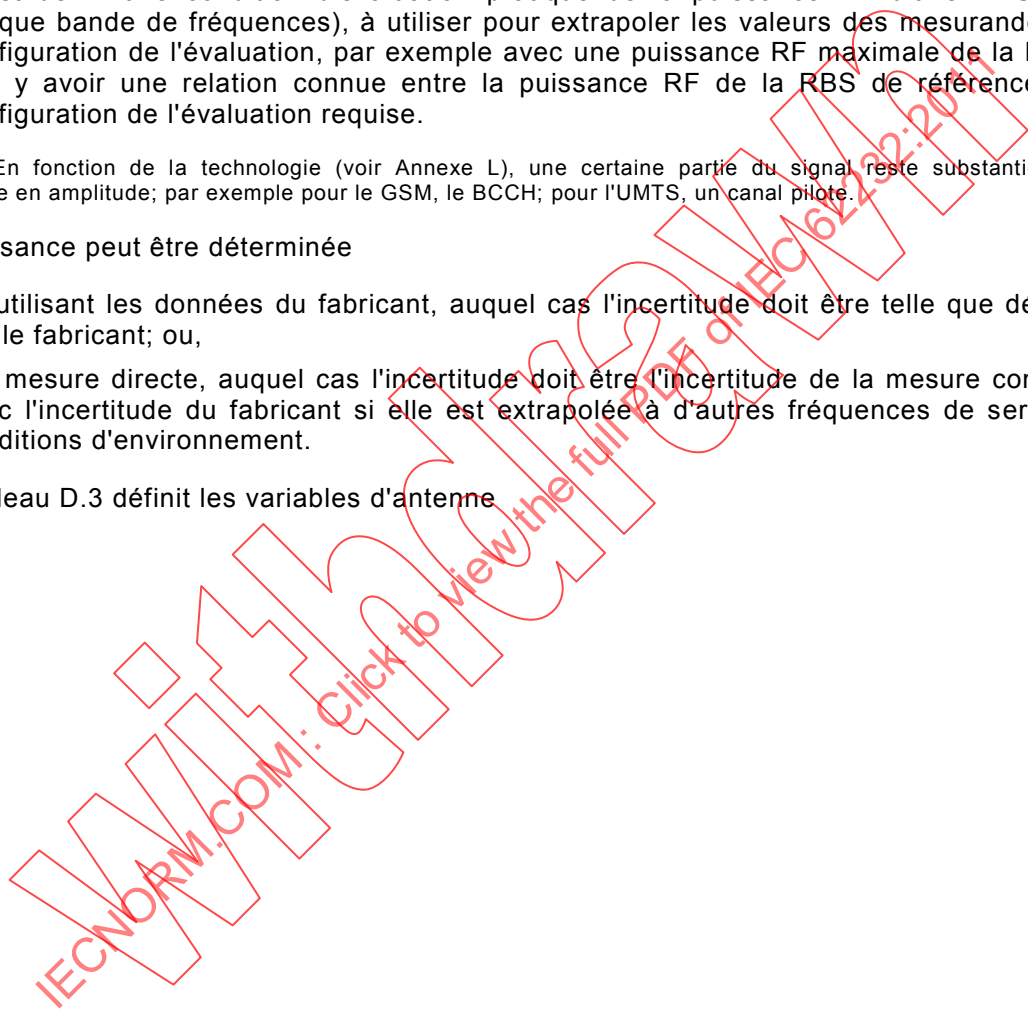 que bande de fréquences), à utiliser pour extrapoler les valeurs des mesurande
figuration de l'évaluation, par exemple avec une puissance RF maximale de la
y avoir une relation connue entre la puissance RF de la RBS de référence
figuration de l'évaluation requise.
En fonction de la technologie (voir Annexe L), une certaine partie du signal reste substanti
e en amplitude; par exemple pour le GSM, le BCCH; pour l'UMTS, un canal pilote.
sance peut être déterminée
utilisant les données du fabricant, auquel cas l'incertitude doit être telle que dé
le fabricant; ou,
mesure directe, auquel cas l'incertitude doit être l'incertitude de la mesure con
c l'incertitude du fabricant si elle est extrapolée à d'autres fréquences de ser
ditions d'environnement.
leau D.3 définit les variables d'antenne
withdrawn
IECNORM.COM : Click to view the full PDF of IEC 62232:2011